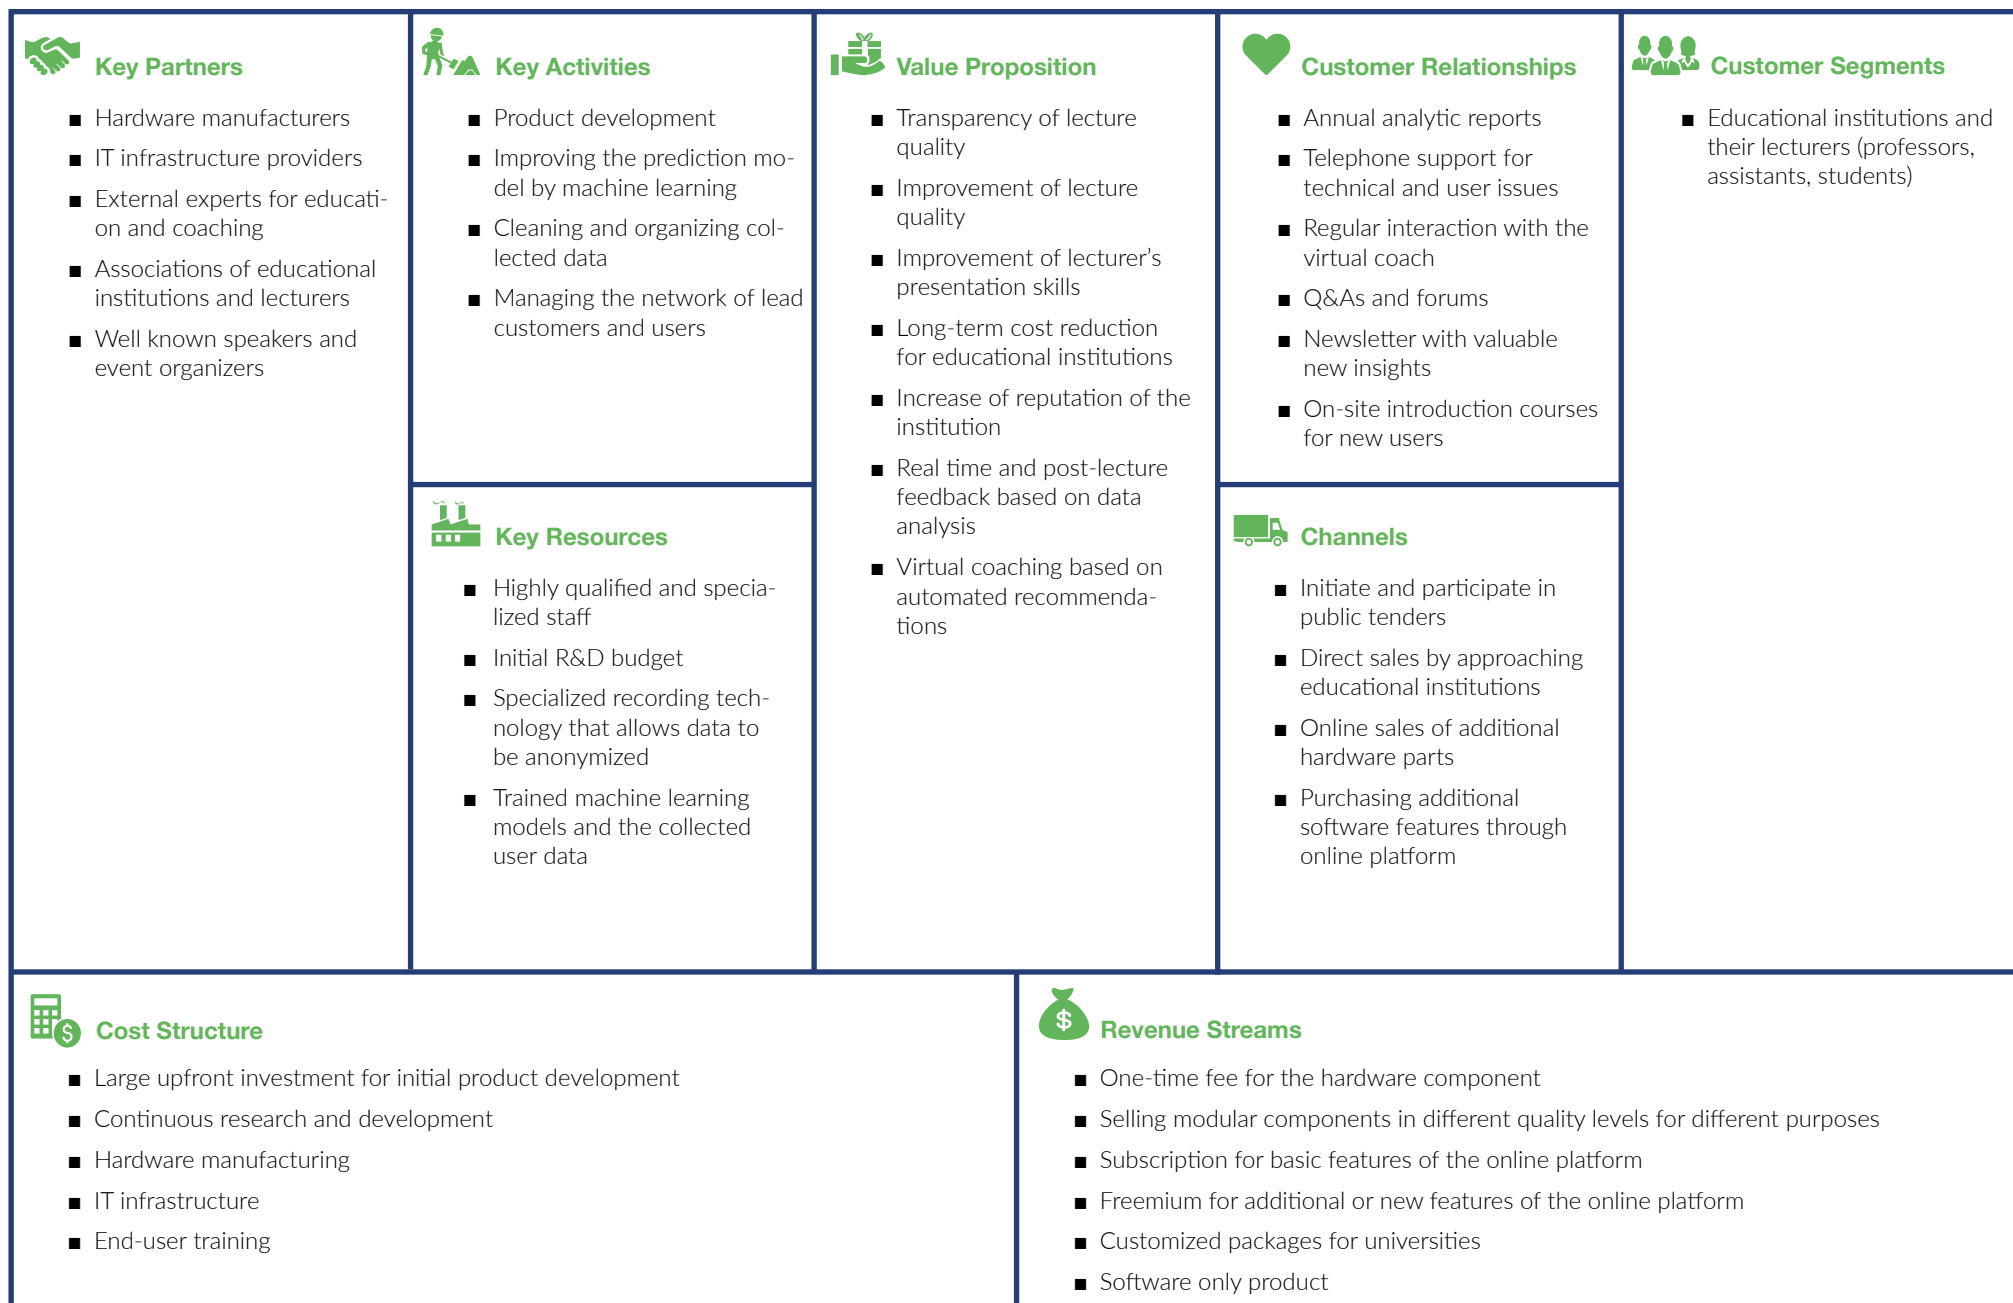 Key Partners
■ Hardware manufacturers
■ IT infrastructure providers
■ External experts for educati-
on and coaching
■ Associations of educational
institutions and lecturers
■ Well known speakers and
event organizers
Key Activities
■ Product development
■ Improving the prediction mo-
del by machine learning
■ Cleaning and organizing col-
lected data
■ Managing the network of lead
customers and users
Key Resources
■ Highly qualified and specia-
lized staff
■ Initial R&D budget
■ Specialized recording tech-
nology that allows data to
be anonymized
■ Trained machine learning
models and the collected
user data
Value Proposition
■ Transparency of lecture
quality
■ Improvement of lecture
quality
■ Improvement of lecturer’s
presentation skills
■ Long-term cost reduction
for educational institutions
■ Increase of reputation of the
institution
■ Real time and post-lecture
feedback based on data
analysis
■ Virtual coaching based on
automated recommenda-
tions
Customer Relationships
■ Annual analytic reports
■ Telephone support for
technical and user issues
■ Regular interaction with the
virtual coach
■ Q&As and forums
■ Newsletter with valuable
new insights
■ On-site introduction courses
for new users
Channels
■ Initiate and participate in
public tenders
■ Direct sales by approaching
educational institutions
■ Online sales of additional
hardware parts
■ Purchasing additional
software features through
online platform
Customer Segments
■ Educational institutions and
their lecturers (professors,
assistants, students)
$
Cost Structure
■ Large upfront investment for initial product development
■ Continuous research and development
■ Hardware manufacturing
■ IT infrastructure
■ End-user training
$
Revenue Streams
■ One-time fee for the hardware component
■ Selling modular components in different quality levels for different purposes
■ Subscription for basic features of the online platform
■ Freemium for additional or new features of the online platform
■ Customized packages for universities
■ Software only product